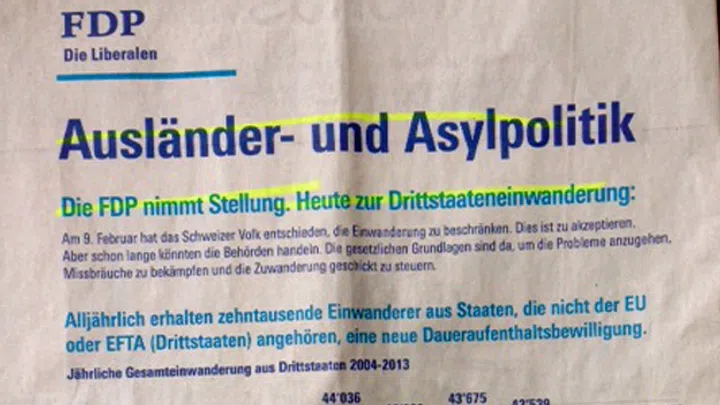 FDP
Die Liberalen
Ausländer- und Asylpolitik
Die FDP nimmt Stellung. Heute zur Drittstaateneinwanderung:
Am 9. Februar hat das Schweizer Volk entschieden, die Einwanderung zu beschränken. Dies ist zu akzeptieren.
Aber schon lange könnten die Behörden handeln. Die gesetzlichen Grundlagen sind da, um die Probleme anzugehen,
Missbräuche zu bekämpfen und die Zuwanderung geschickt zu steuern.
Alljährlich erhalten zehntausende Einwanderer aus Staaten, die nicht der EU
oder EFTA (Drittstaaten) angehören, eine neue Daueraufenthaltsbewilligung.
Jährliche Gesamteinwanderung aus Drittstaaten 2004-2013
44'036 43'675